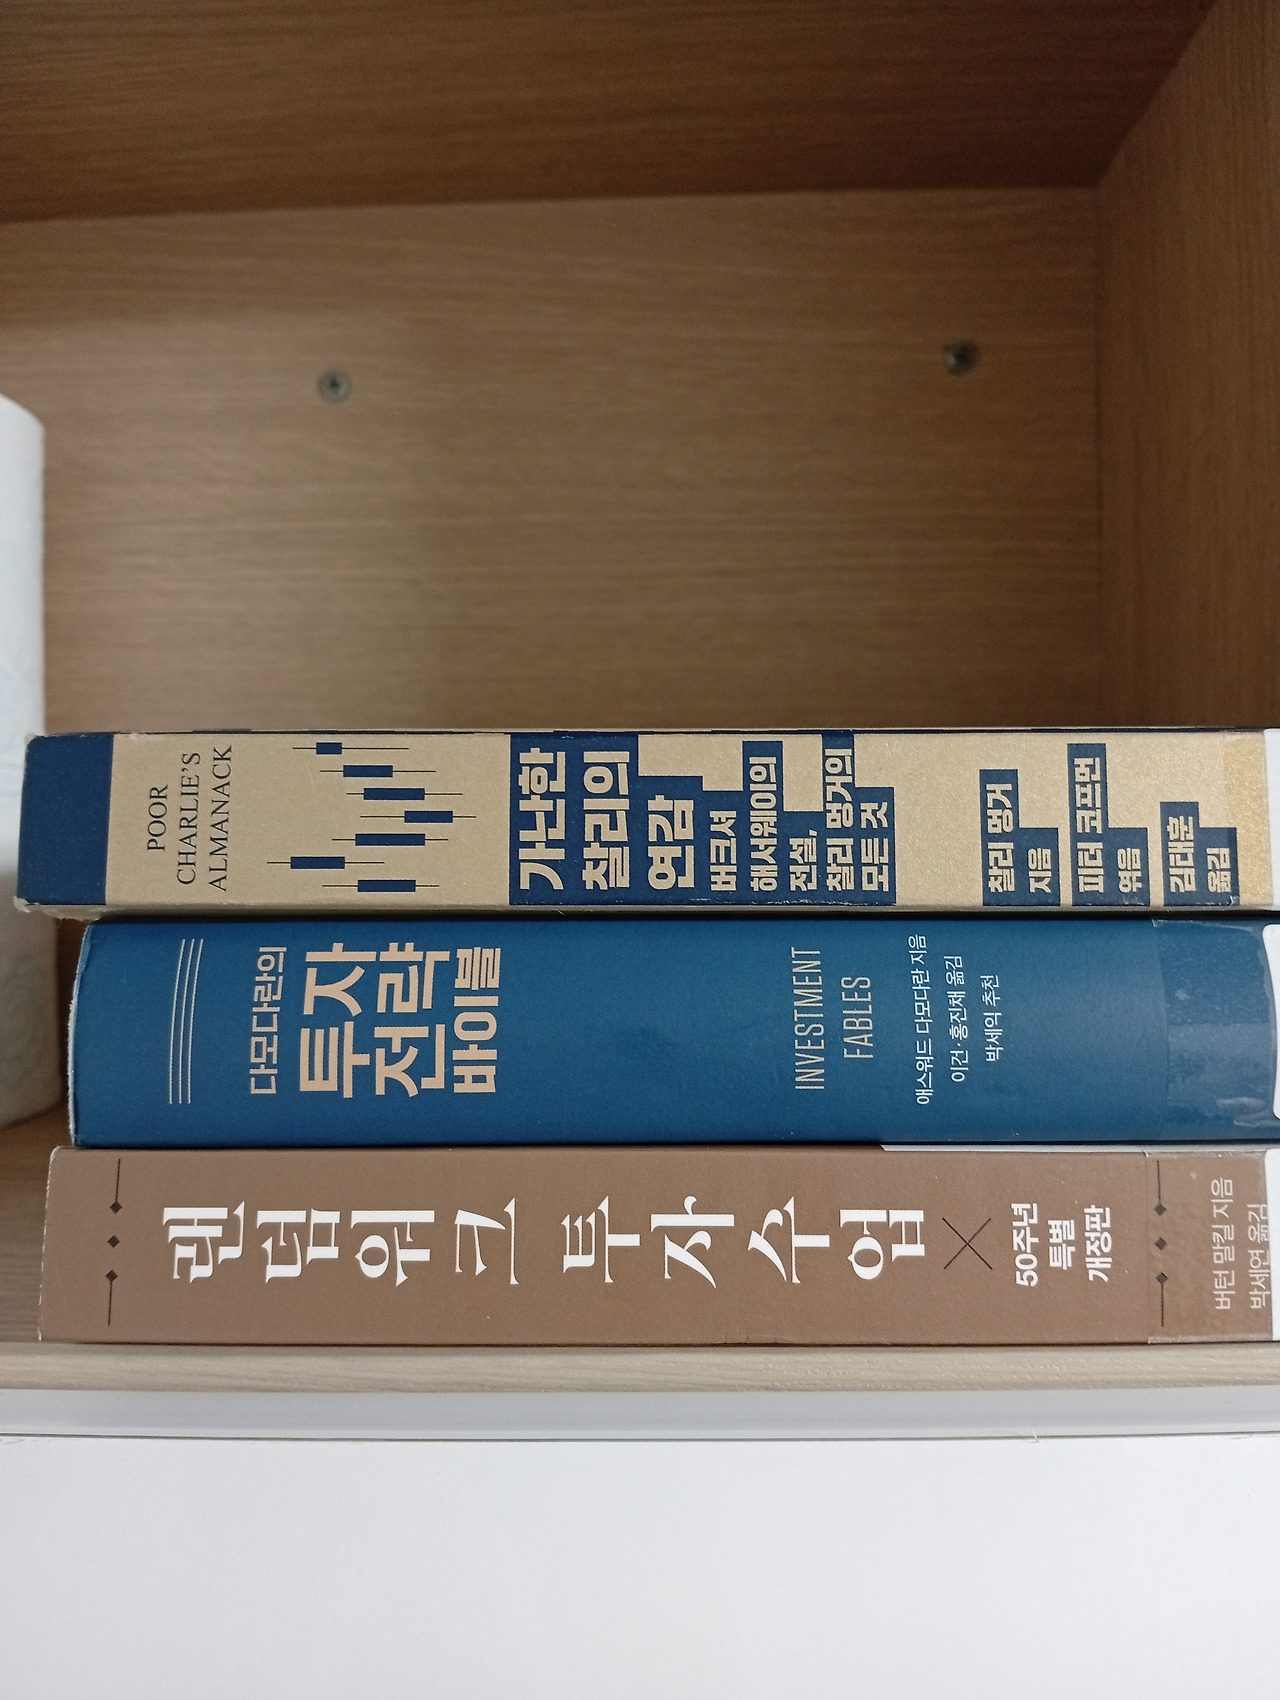 POOR
CHARLIE'S
ALMANACK
가난한
찰리의
연감
버크셔
해서웨이의
전설,
찰리 멍거의
모든 것
찰리 멍거
지음
피터 코프먼
엮음
김태훈
옮김
다모다란의
투자
전략
바이블
INVESTMENT
FABLES
애스워드 다모다란 지음
이건·홍진채 옮김
박세익 추천
랜덤워크 투자수업
50주년
특별
개정판
버턴 말킬 지음
박세연 옮김